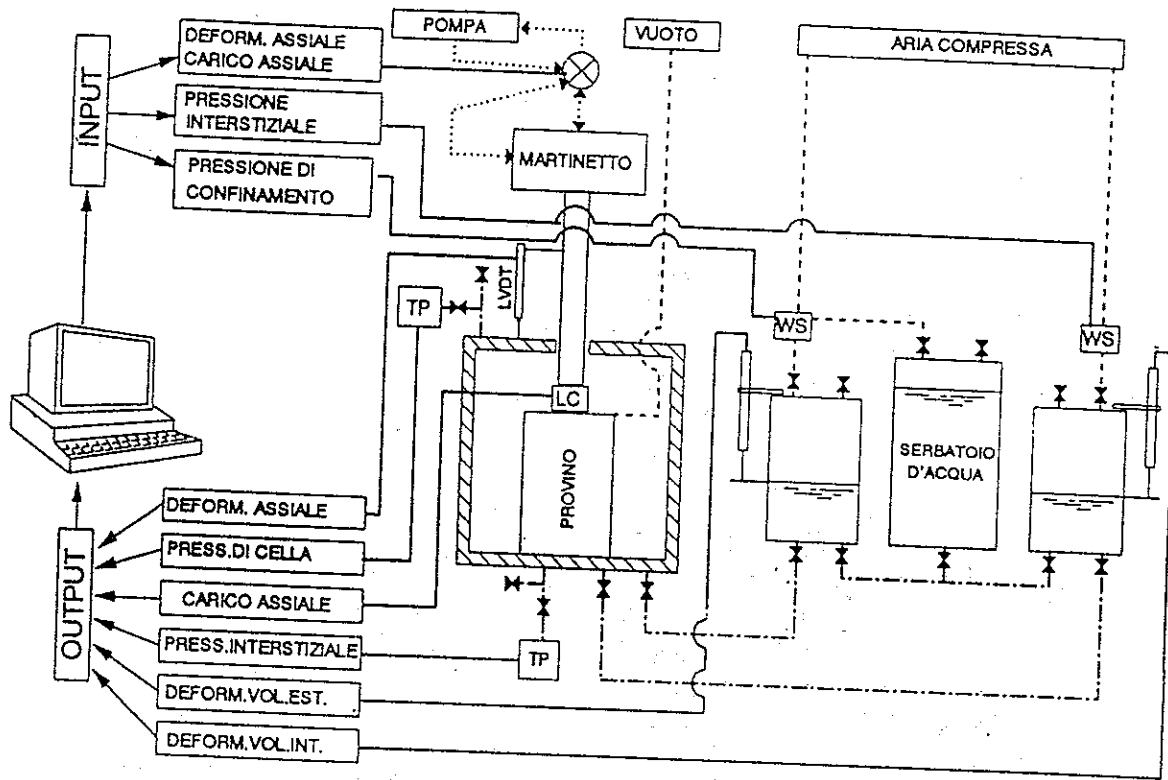 INPUT
DEFORM. ASSIALE
CARICO ASSIALE
PRESSIONE
INTERSTIZIALE
PRESSIONE DI
CONFINAMENTO
POMPA
VUOTO
ARIA COMPRESSA
MARTINETTO
LVDT
TP
WS
WS
LC
PROVINO
SERBATOIO
D'ACQUA
OUTPUT
DEFORM. ASSIALE
PRESS.DI CELLA
CARICO ASSIALE
PRESS.INTERSTIZIALE
TP
DEFORM.VOL.EST.
DEFORM.VOL.INT.